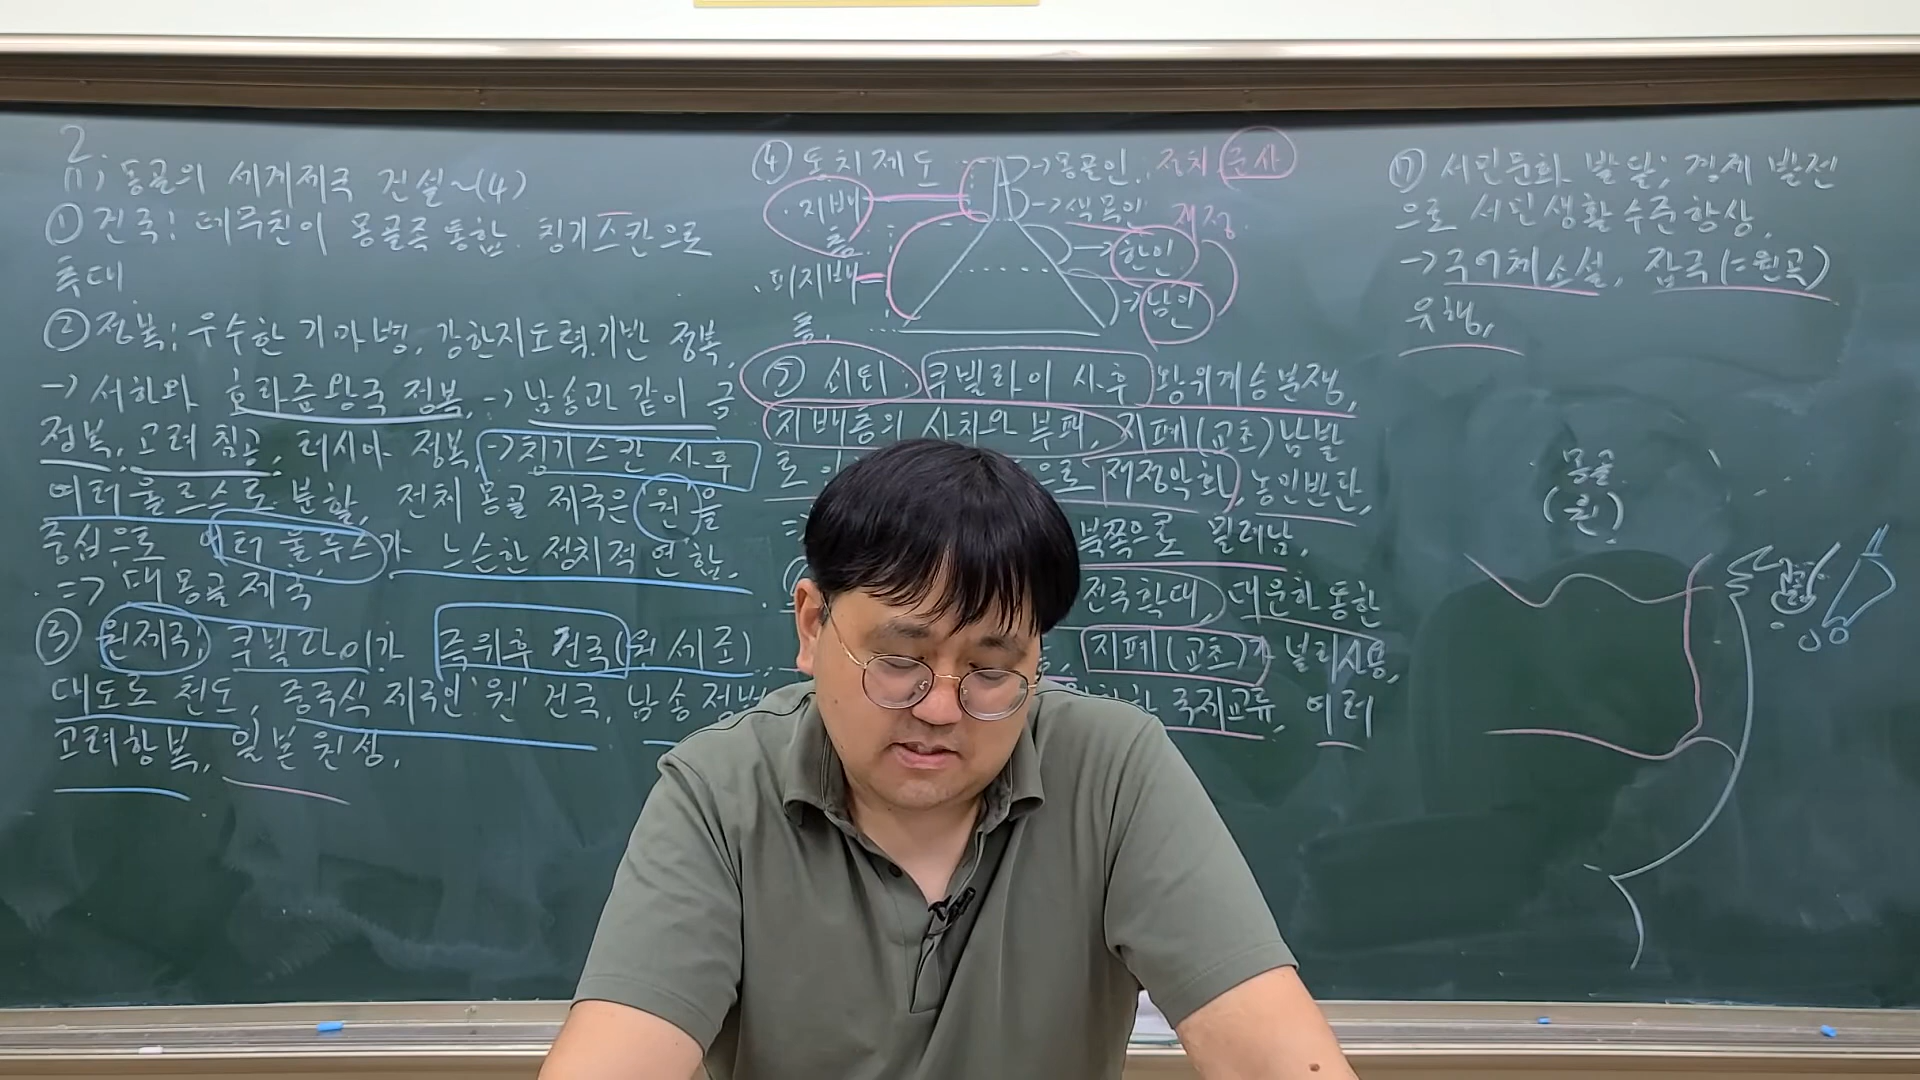 2.
; 몽골의 세계제국 건설~(4)
① 건국: 테무친이 몽골족 통합. 칭기스칸으로
추대
② 정복: 우수한 기마병, 강한지도력.기반 정복,
→ 서하와 호라즘왕국 정복, → 남송과 같이 금
정복, 고려 침공, 러시아 정복, → 칭기스칸 사후
여러 울루스로 분할, 전체 몽골 제국은 원을
중심으로 여러 울루스가 느슨한 정치적 연합,
=> 대 몽골 제국
③ 원제국: 쿠빌라이가 즉위후 건국(원 세조)
대도로 천도, 중국식 제국인 '원' 건국, 남송 정벌
고려항복, 일본 원정,
④ 통치제도
→ 몽골인: 정치 군사
→ 색목인 재정
→ 한인
→ 남인
지배층
피지배층
⑤ 쇠퇴: 쿠빌라이 사후 왕위계승분쟁,
지배층의 사치와 부패, 지폐(교초)남발
로 으로 재정악화, 농민반란,
=> 북쪽으로 밀려남,
전국확대, 대운하 통한
지폐(교초)가 널리사용,
국제교류, 여러
⑦ 서민문화 발달; 경제 발전
으로 서민생활수준향상,
→ 구어체소설, 잡극(=원곡)
유행,
몽골
(원)